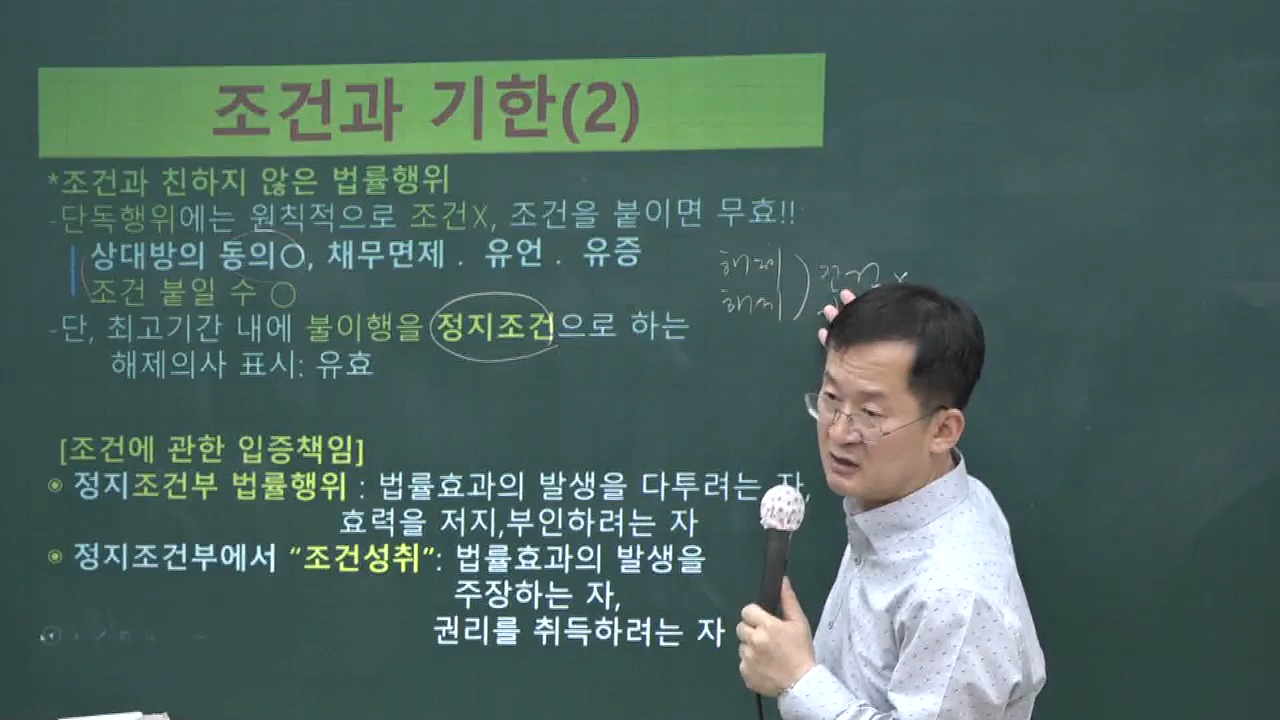 조건과 기한(2)
*조건과 친하지 않은 법률행위
-단독행위에는 원칙적으로 조건X, 조건을 붙이면 무효!!
상대방의 동의○, 채무면제 . 유언 . 유증
조건 붙일 수 ○
-단, 최고기간 내에 불이행을 정지조건으로 하는
해제의사 표시: 유효
해제
해지
조건 x
[조건에 관한 입증책임]
◉ 정지조건부 법률행위 : 법률효과의 발생을 다투려는 자,
효력을 저지,부인하려는 자
◉ 정지조건부에서 “조건성취”: 법률효과의 발생을
주장하는 자,
권리를 취득하려는 자